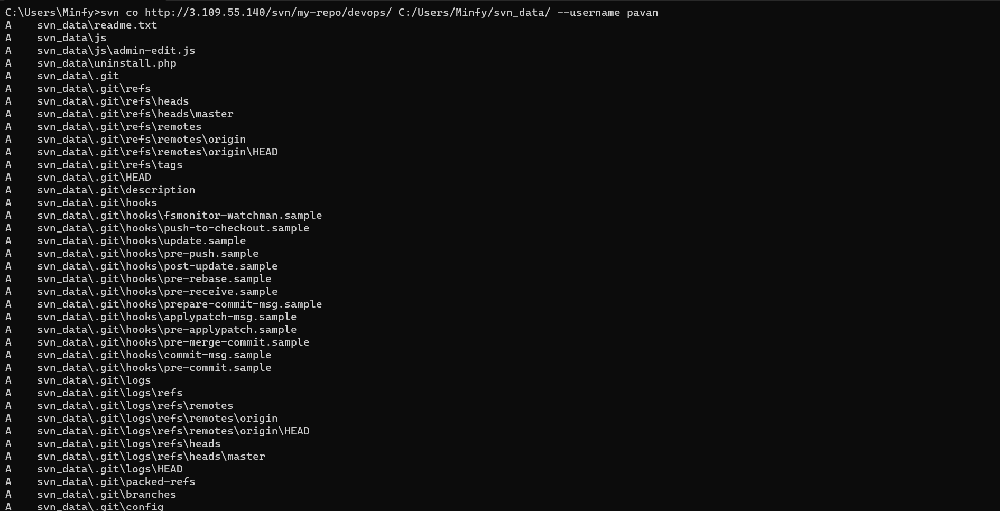 C:\Users\Minfy>svn co http://3.109.55.140/svn/my-repo/devops/ C:/Users/Minfy/svn_data/ --username pavan
A    svn_data\readme.txt
A    svn_data\js
A    svn_data\js\admin-edit.js
A    svn_data\uninstall.php
A    svn_data\.git
A    svn_data\.git\refs
A    svn_data\.git\refs\heads
A    svn_data\.git\refs\heads\master
A    svn_data\.git\refs\remotes
A    svn_data\.git\refs\remotes\origin
A    svn_data\.git\refs\remotes\origin\HEAD
A    svn_data\.git\refs\tags
A    svn_data\.git\HEAD
A    svn_data\.git\description
A    svn_data\.git\hooks
A    svn_data\.git\hooks\fsmonitor-watchman.sample
A    svn_data\.git\hooks\push-to-checkout.sample
A    svn_data\.git\hooks\update.sample
A    svn_data\.git\hooks\pre-push.sample
A    svn_data\.git\hooks\post-update.sample
A    svn_data\.git\hooks\pre-rebase.sample
A    svn_data\.git\hooks\pre-receive.sample
A    svn_data\.git\hooks\prepare-commit-msg.sample
A    svn_data\.git\hooks\applypatch-msg.sample
A    svn_data\.git\hooks\pre-applypatch.sample
A    svn_data\.git\hooks\pre-merge-commit.sample
A    svn_data\.git\hooks\commit-msg.sample
A    svn_data\.git\hooks\pre-commit.sample
A    svn_data\.git\logs
A    svn_data\.git\logs\refs
A    svn_data\.git\logs\refs\remotes
A    svn_data\.git\logs\refs\remotes\origin
A    svn_data\.git\logs\refs\remotes\origin\HEAD
A    svn_data\.git\logs\refs\heads
A    svn_data\.git\logs\refs\heads\master
A    svn_data\.git\logs\HEAD
A    svn_data\.git\packed-refs
A    svn_data\.git\branches
A    svn_data\.git\config